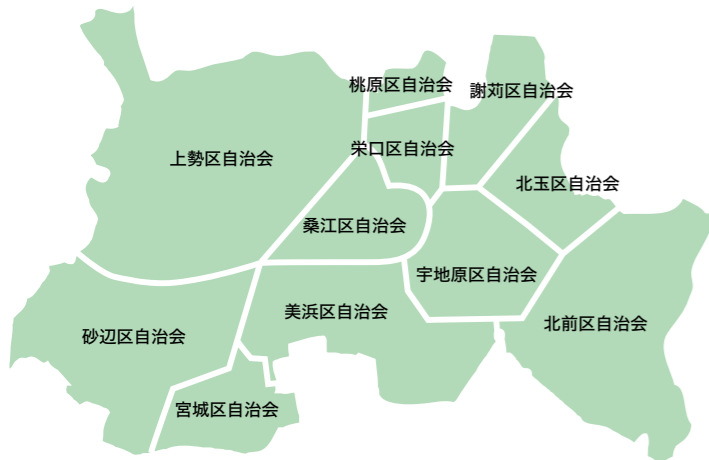 桃原区自治会
謝苅区自治会
栄口区自治会
上勢区自治会
北玉区自治会
桑江区自治会
宇地原区自治会
美浜区自治会
北前区自治会
砂辺区自治会
宮城区自治会